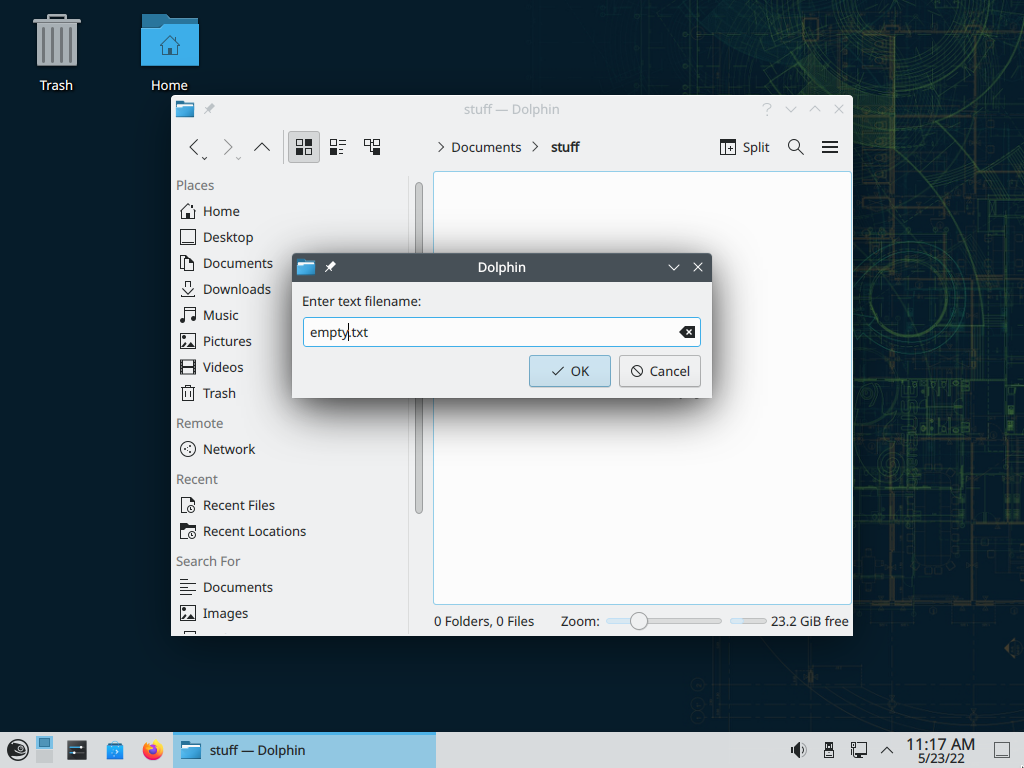 Trash
Home
stuff — Dolphin
Documents
stuff
Split
Places
Home
Desktop
Documents
Downloads
Music
Pictures
Videos
Trash
Remote
Network
Recent
Recent Files
Recent Locations
Search For
Documents
Images
Dolphin
Enter text filename:
empty.txt
OK
Cancel
0 Folders, 0 Files
Zoom:
23.2 GiB free
stuff — Dolphin
11:17 AM
5/23/22